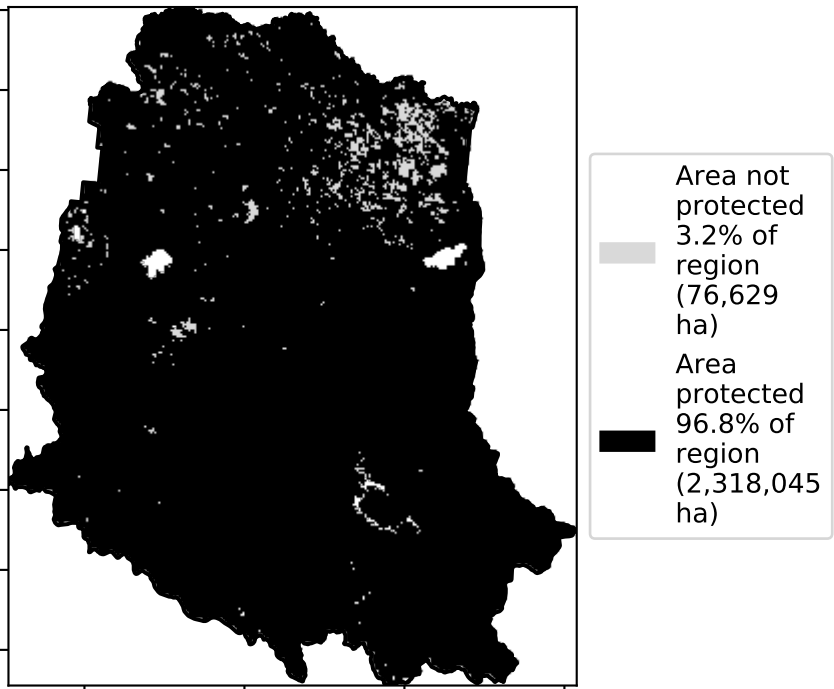 Area not
protected
3.2% of
region
(76,629
ha)
Area
protected
96.8% of
region
(2,318,045
ha)